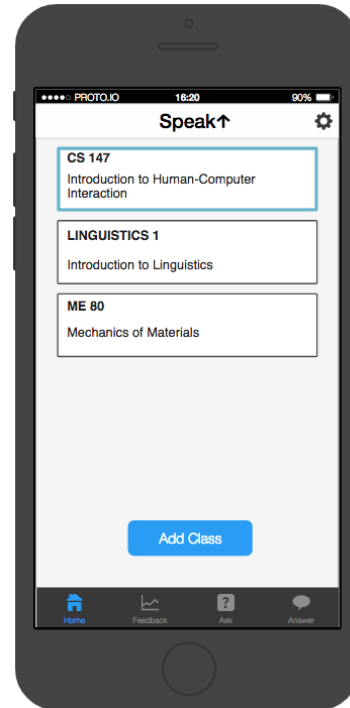 PROTO.IO 16:20 90%
Speak↑
CS 147
Introduction to Human-Computer
Interaction
LINGUISTICS 1
Introduction to Linguistics
ME 80
Mechanics of Materials
Add Class
Home Feedback Ask Answer